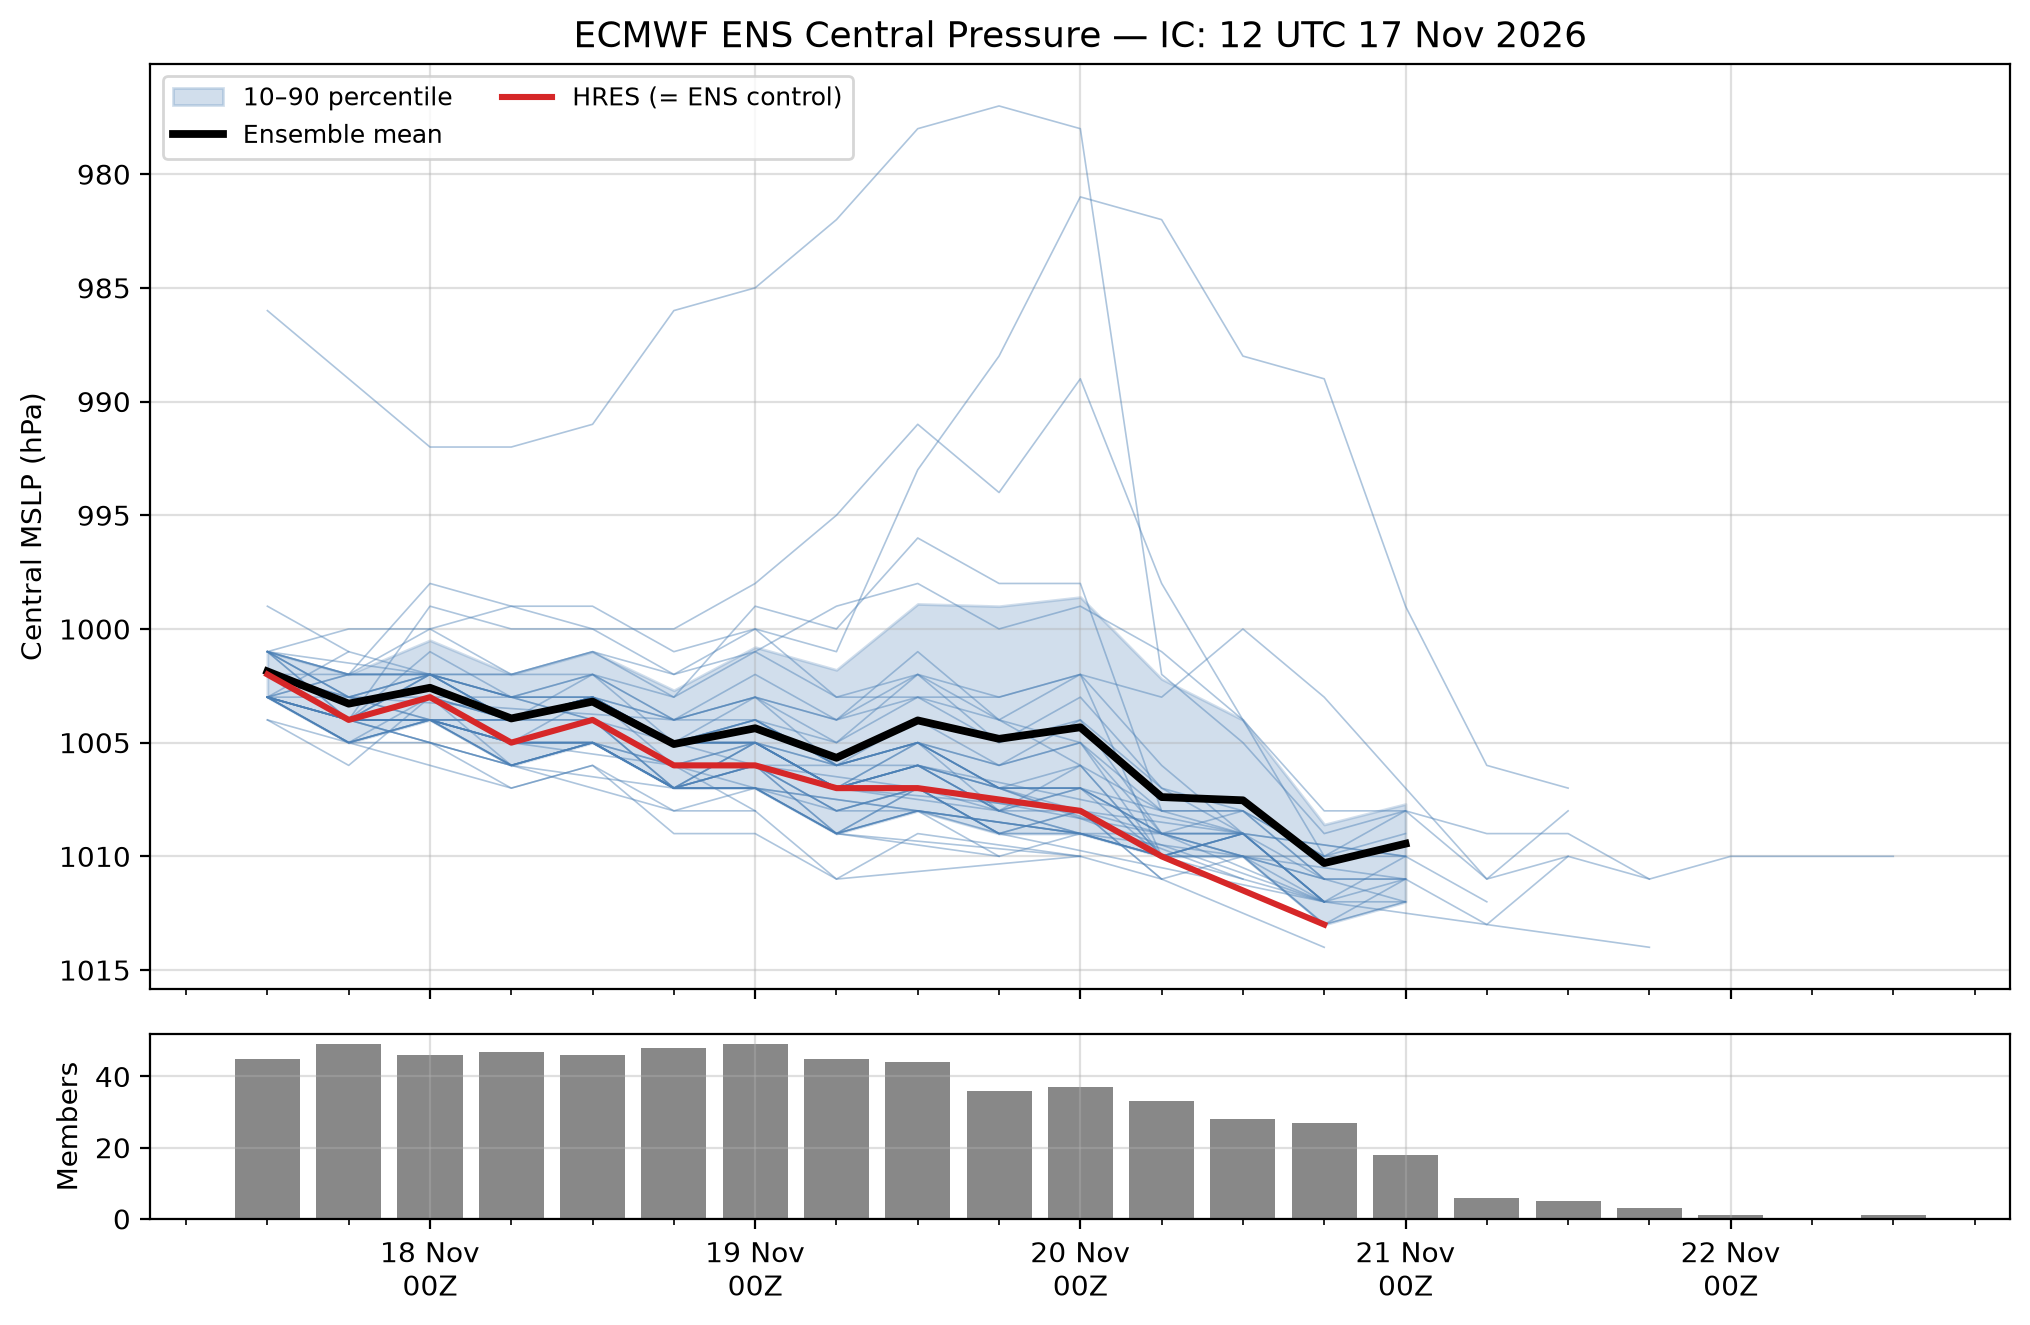 ECMWF ENS Central Pressure — IC: 12 UTC 17 Nov 2026
10–90 percentile
Ensemble mean
HRES (= ENS control)
Central MSLP (hPa)
980
985
990
995
1000
1005
1010
1015
Members
40
20
0
18 Nov
00Z
19 Nov
00Z
20 Nov
00Z
21 Nov
00Z
22 Nov
00Z